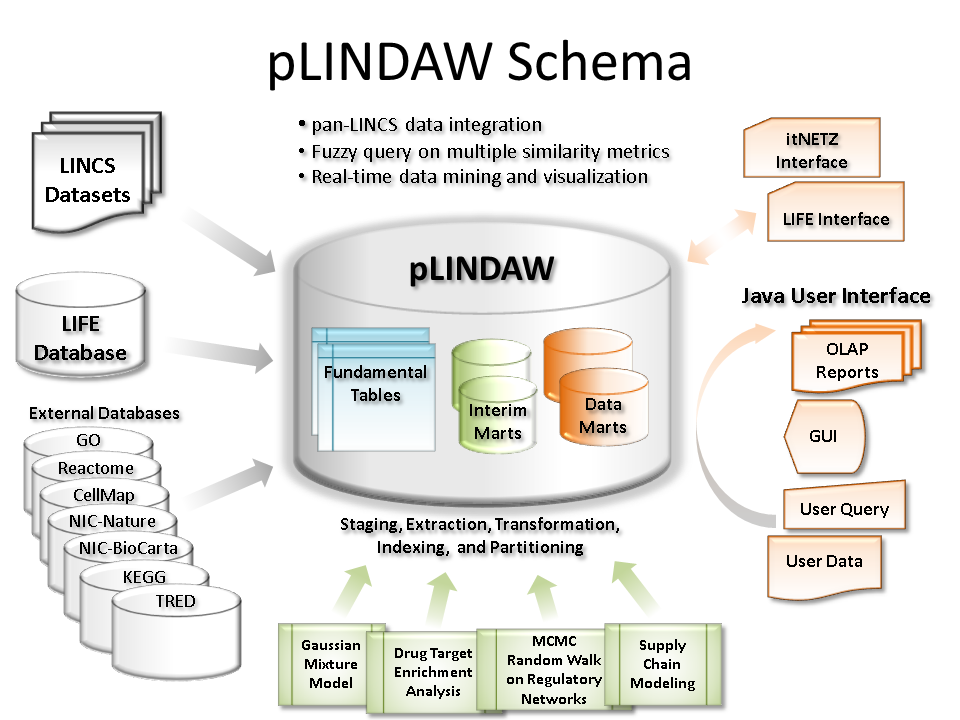 pLINDAW Schema
• pan-LINCS data integration
• Fuzzy query on multiple similarity metrics
• Real-time data mining and visualization
LINCS
Datasets
LIFE
Database
External Databases
GO
Reactome
CellMap
NIC-Nature
NIC-BioCarta
KEGG
TRED
pLINDAW
Fundamental
Tables
Interim
Marts
Data
Marts
Staging, Extraction, Transformation,
Indexing, and Partitioning
Gaussian
Mixture
Model
Drug Target
Enrichment
Analysis
MCMC
Random Walk
on Regulatory
Networks
Supply
Chain
Modeling
itNETZ
Interface
LIFE Interface
Java User Interface
OLAP
Reports
GUI
User Query
User Data